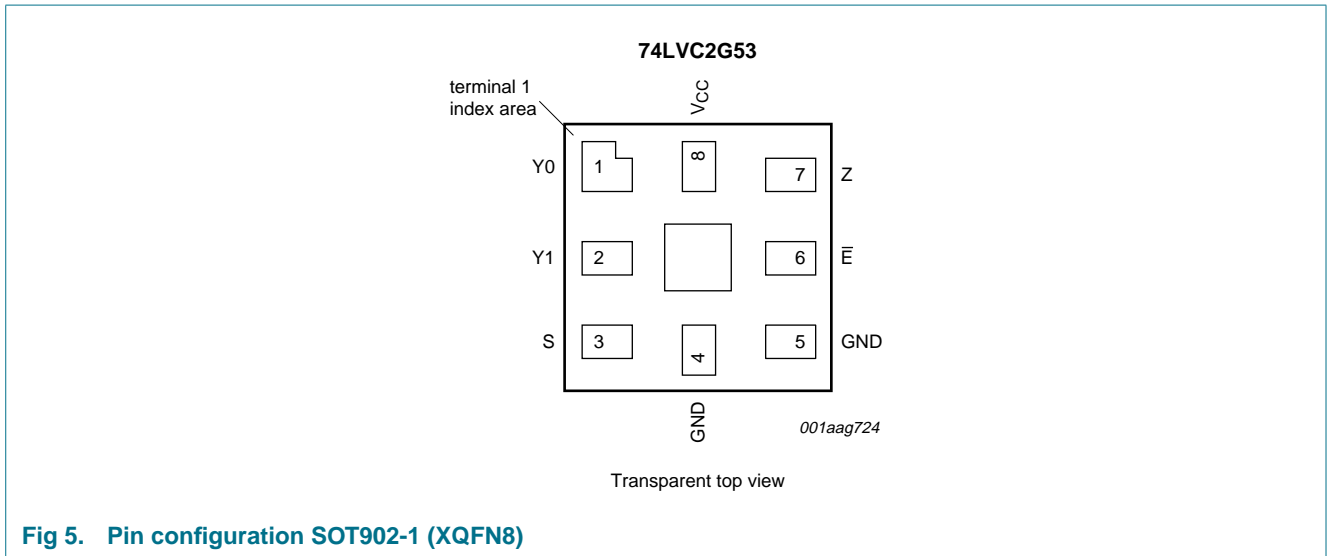 74LVC2G53
terminal 1
index area
VCC
Y0 1 8 7 Z
Y1 2 6 E̅
S 3 4 5 GND
GND
001aag724
Transparent top view
Fig 5. Pin configuration SOT902-1 (XQFN8)